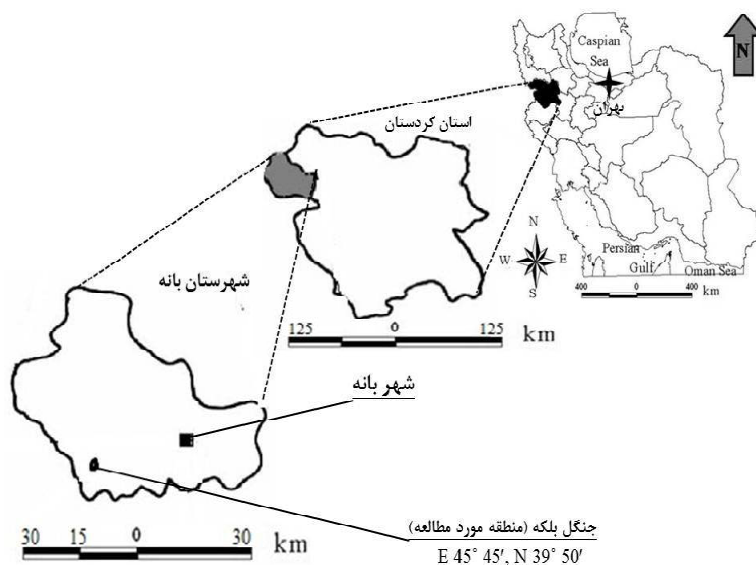 Caspian
Sea
N
تهران
استان کردستان
Persian
Gulf
Oman Sea
400 0 400
km
N
W E
S
شهرستان بانه
125 0 125
km
شهر بانه
جنگل بلکه (منطقه مورد مطالعه)
E 45˚ 45′, N 39˚ 50′
30 15 0 30
km